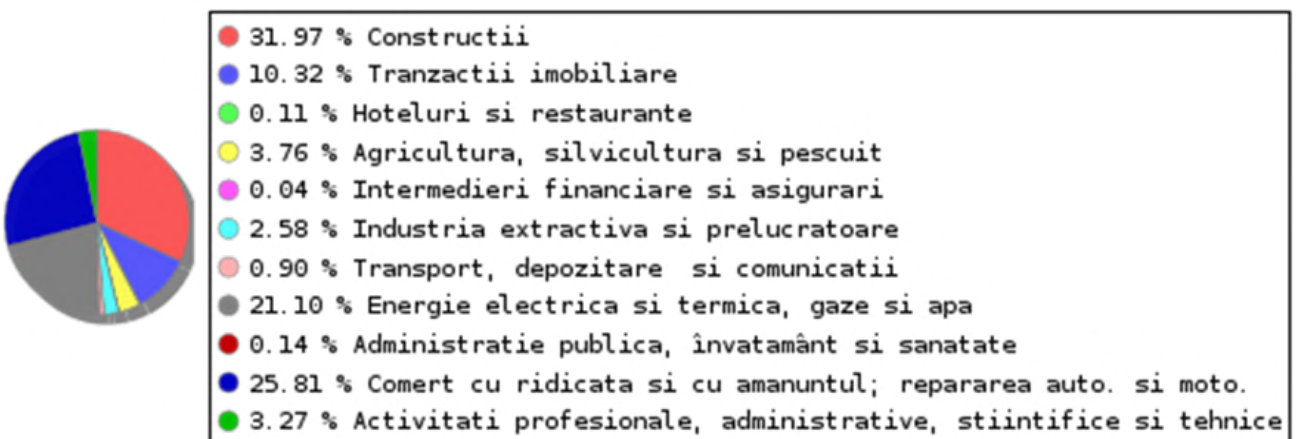 31.97 % Constructii
10.32 % Tranzactii imobiliare
0.11 % Hoteluri si restaurante
3.76 % Agricultura, silvicultura si pescuit
0.04 % Intermedieri financiare si asigurari
2.58 % Industria extractiva si prelucratoare
0.90 % Transport, depozitare  si comunicatii
21.10 % Energie electrica si termica, gaze si apa
0.14 % Administratie publica, învatamânt si sanatate
25.81 % Comert cu ridicata si cu amanuntul; repararea auto. si moto.
3.27 % Activitati profesionale, administrative, stiintifice si tehnice